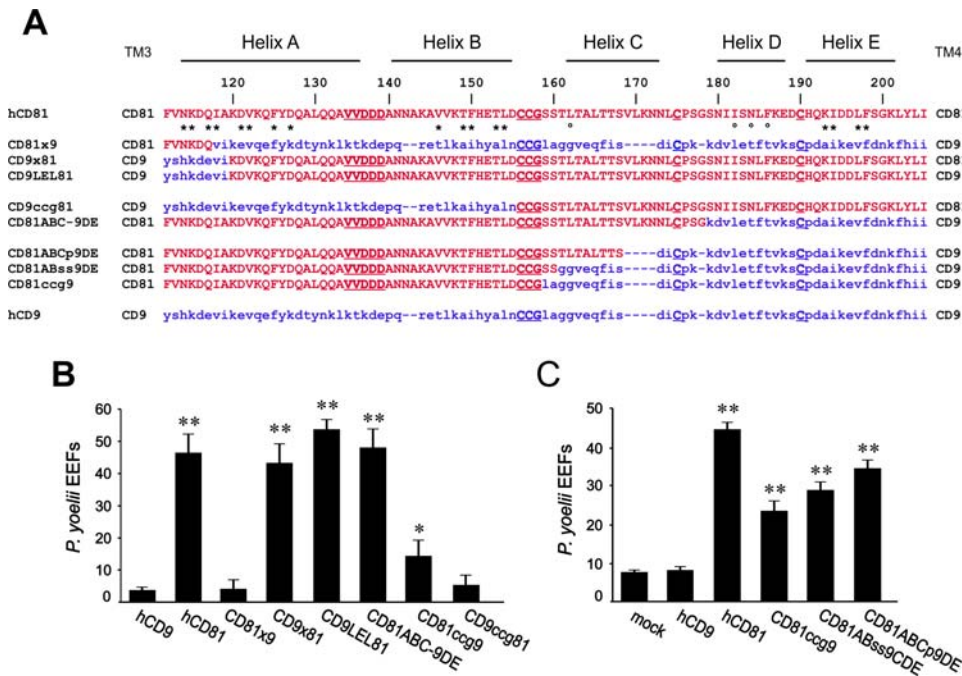 A
TM3 Helix A Helix B Helix C Helix D Helix E TM4
120 130 140 150 160 170 180 190 200
hCD81 CD81 FVNKDQIAKDVKQFYDQALQQAVVDDDANNAKAVVKTFHETLDCCGSSTLTALTTSVLKNNLCPSGSNIISNLFKEDCHQKIDDLFSGKLYLI CD8
** ** ** * * * ** ** ° ° ° ° ** **
CD81x9 CD81 FVNKDQvikevqefykdtynklktkdepq--retlkaihyalnCCGlaggveqfis----diCpk-kdvletftvksCpdaikevfdnkfhii CD9
CD9x81 CD9 yshkdeviKDVKQFYDQALQQAVVDDDANNAKAVVKTFHETLDCCGSSTLTALTTSVLKNNLCPSGSNIISNLFKEDCHQKIDDLFSGKLYLI CD8
CD9LEL81 CD9 yshkdeviKDVKQFYDQALQQAVVDDDANNAKAVVKTFHETLDCCGSSTLTALTTSVLKNNLCPSGSNIISNLFKEDCHQKIDDLFSGKLYLI CD9
CD9ccg81 CD9 yshkdevikevqefykdtynklktkdepq--retlkaihyalnCCGSSTLTALTTSVLKNNLCPSGSNIISNLFKEDCHQKIDDLFSGKLYLI CD8
CD81ABC-9DE CD81 FVNKDQIAKDVKQFYDQALQQAVVDDDANNAKAVVKTFHETLDCCGSSTLTALTTSVLKNNLCPSGkdvletftvksCpdaikevfdnkfhii CD9
CD81ABCp9DE CD81 FVNKDQIAKDVKQFYDQALQQAVVDDDANNAKAVVKTFHETLDCCGSSTLTALTTS----diCpk-kdvletftvksCpdaikevfdnkfhii CD9
CD81ABss9DE CD81 FVNKDQIAKDVKQFYDQALQQAVVDDDANNAKAVVKTFHETLDCCGSSggveqfis----diCpk-kdvletftvksCpdaikevfdnkfhii CD9
CD81ccg9 CD81 FVNKDQIAKDVKQFYDQALQQAVVDDDANNAKAVVKTFHETLDCCGlaggveqfis----diCpk-kdvletftvksCpdaikevfdnkfhii CD9
hCD9 CD9 yshkdevikevqefykdtynklktkdepq--retlkaihyalnCCGlaggveqfis----diCpk-kdvletftvksCpdaikevfdnkfhii CD9
B
P. yoelii EEFs
60
50
40
30
20
10
0
** ** ** ** *
hCD9
hCD81
CD81x9
CD9x81
CD9LEL81
CD81ABC-9DE
CD81ccg9
CD9ccg81
C
P. yoelii EEFs
50
40
30
20
10
0
** ** ** **
mock
hCD9
hCD81
CD81ccg9
CD81ABss9CDE
CD81ABCp9DE